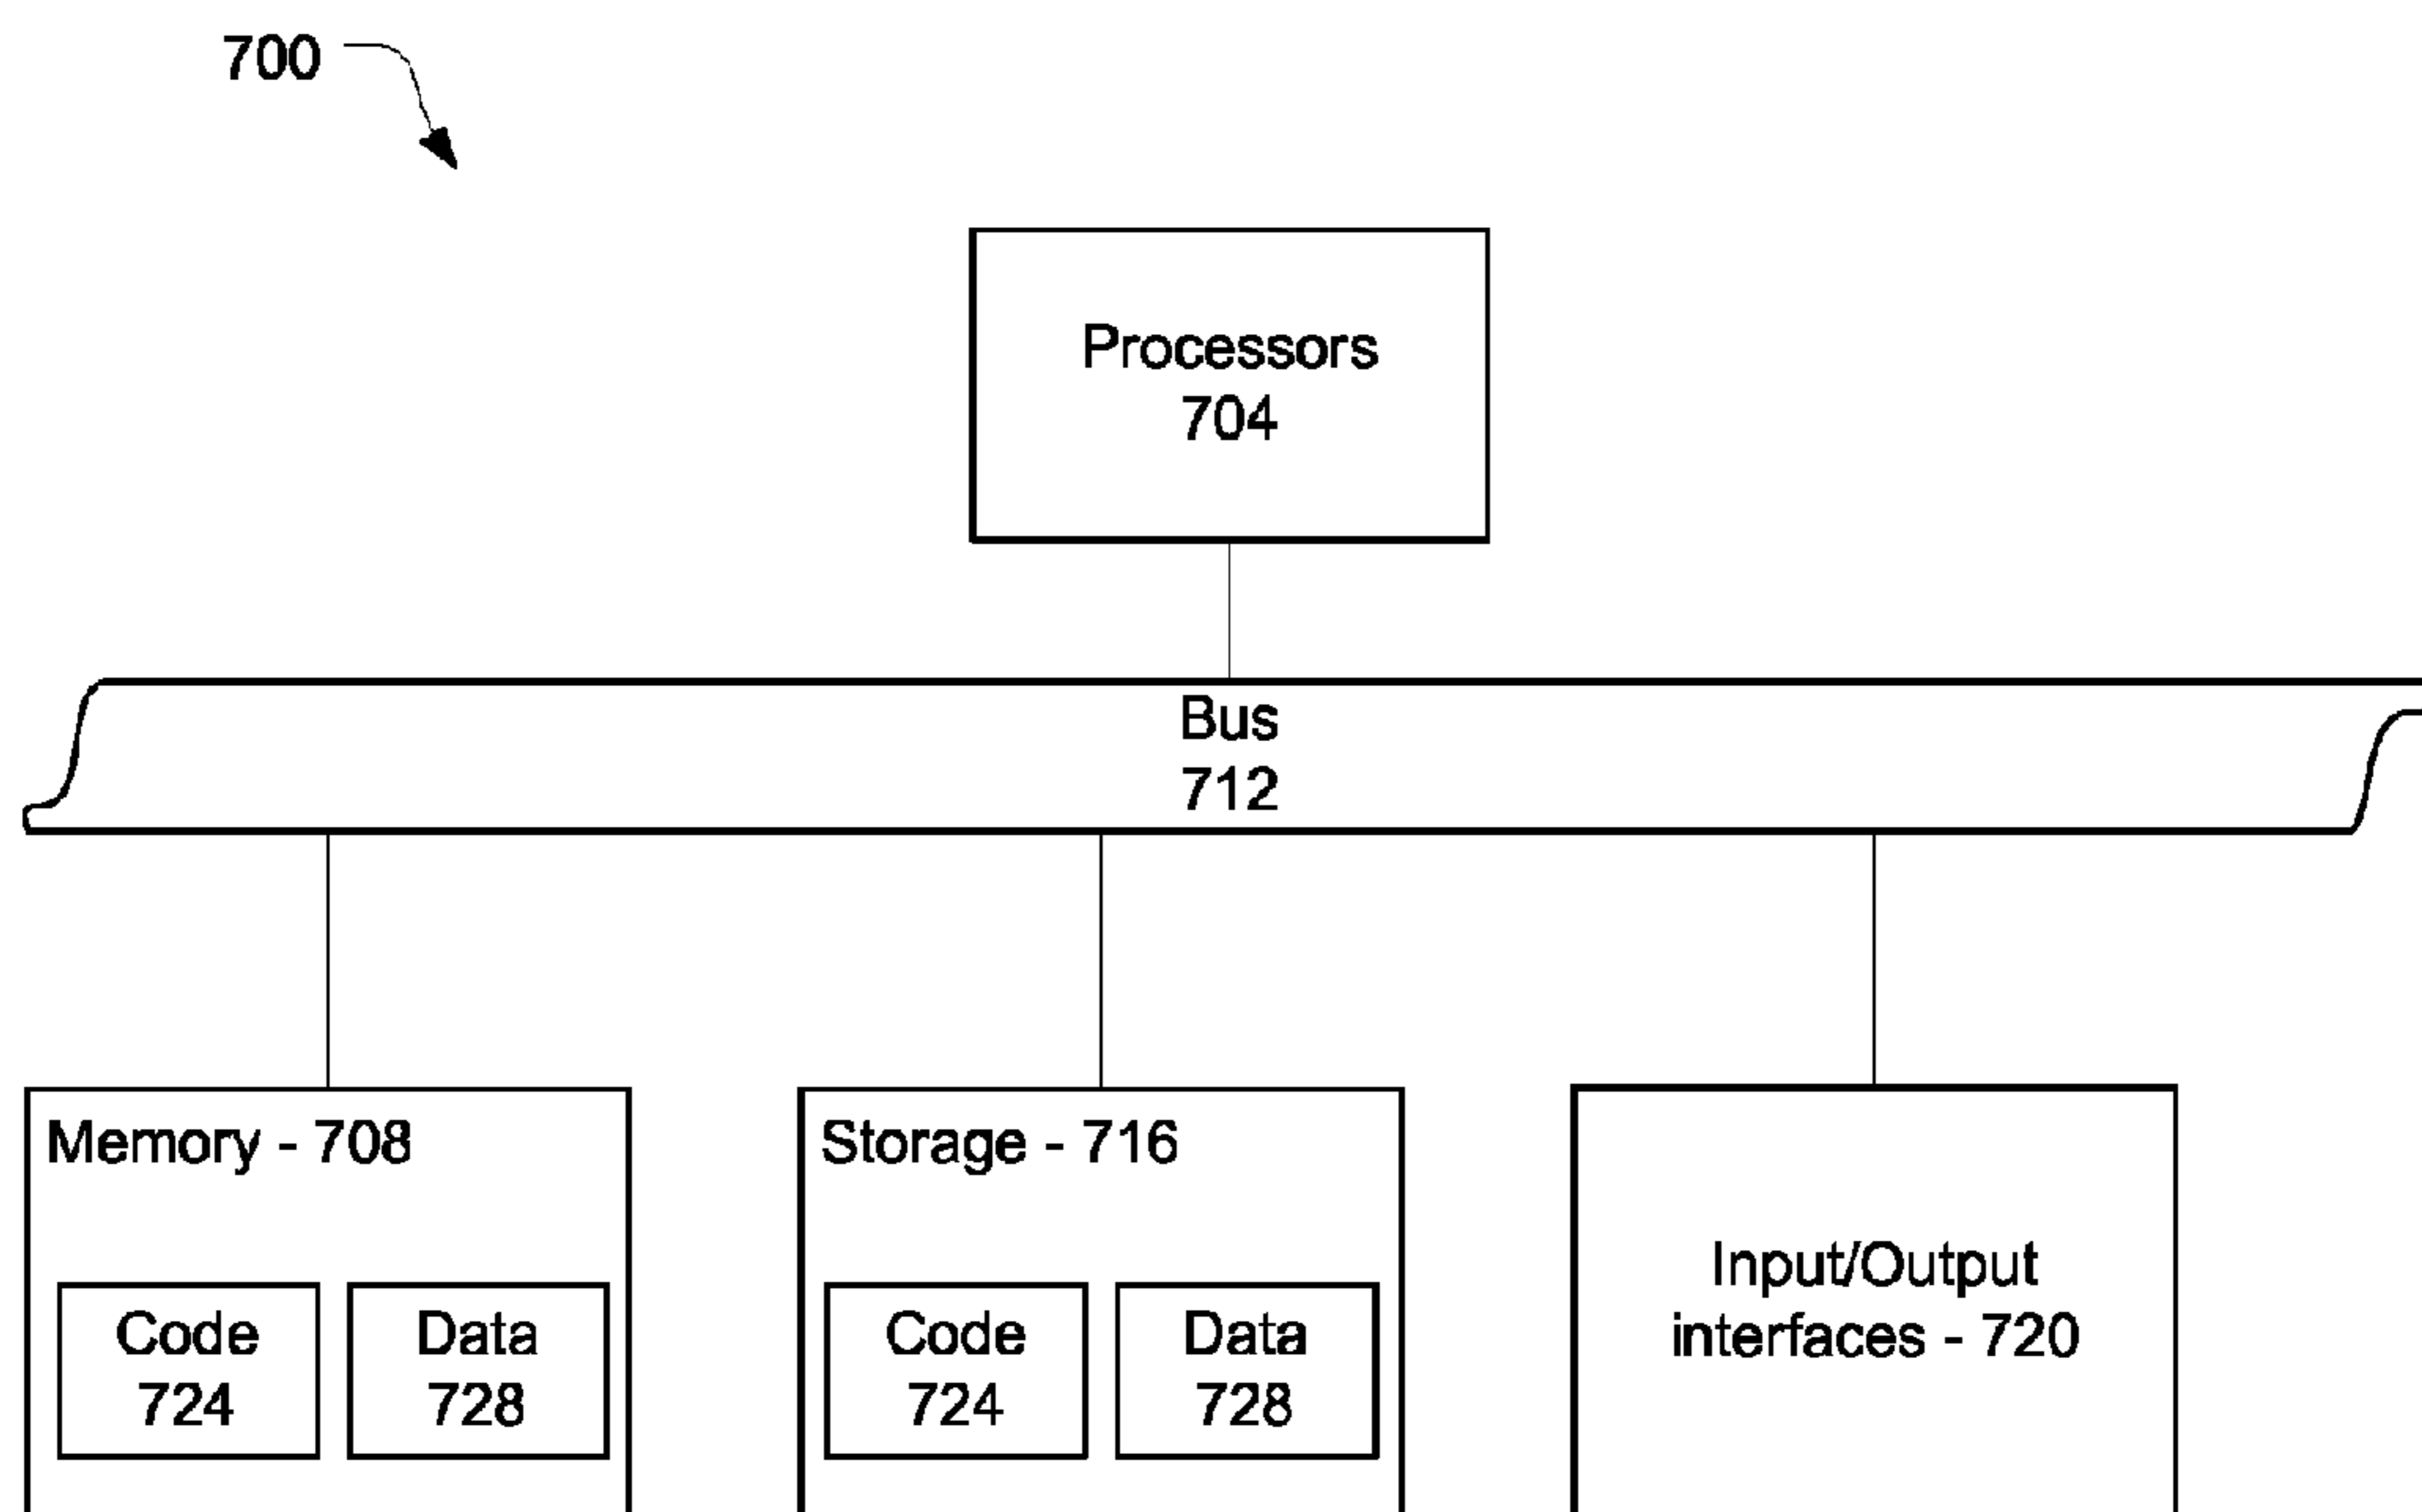 700
Processors
704
Bus
712
Memory - 708
Code
724
Data
728
Storage - 716
Code
724
Data
728
Input/Output
interfaces - 720